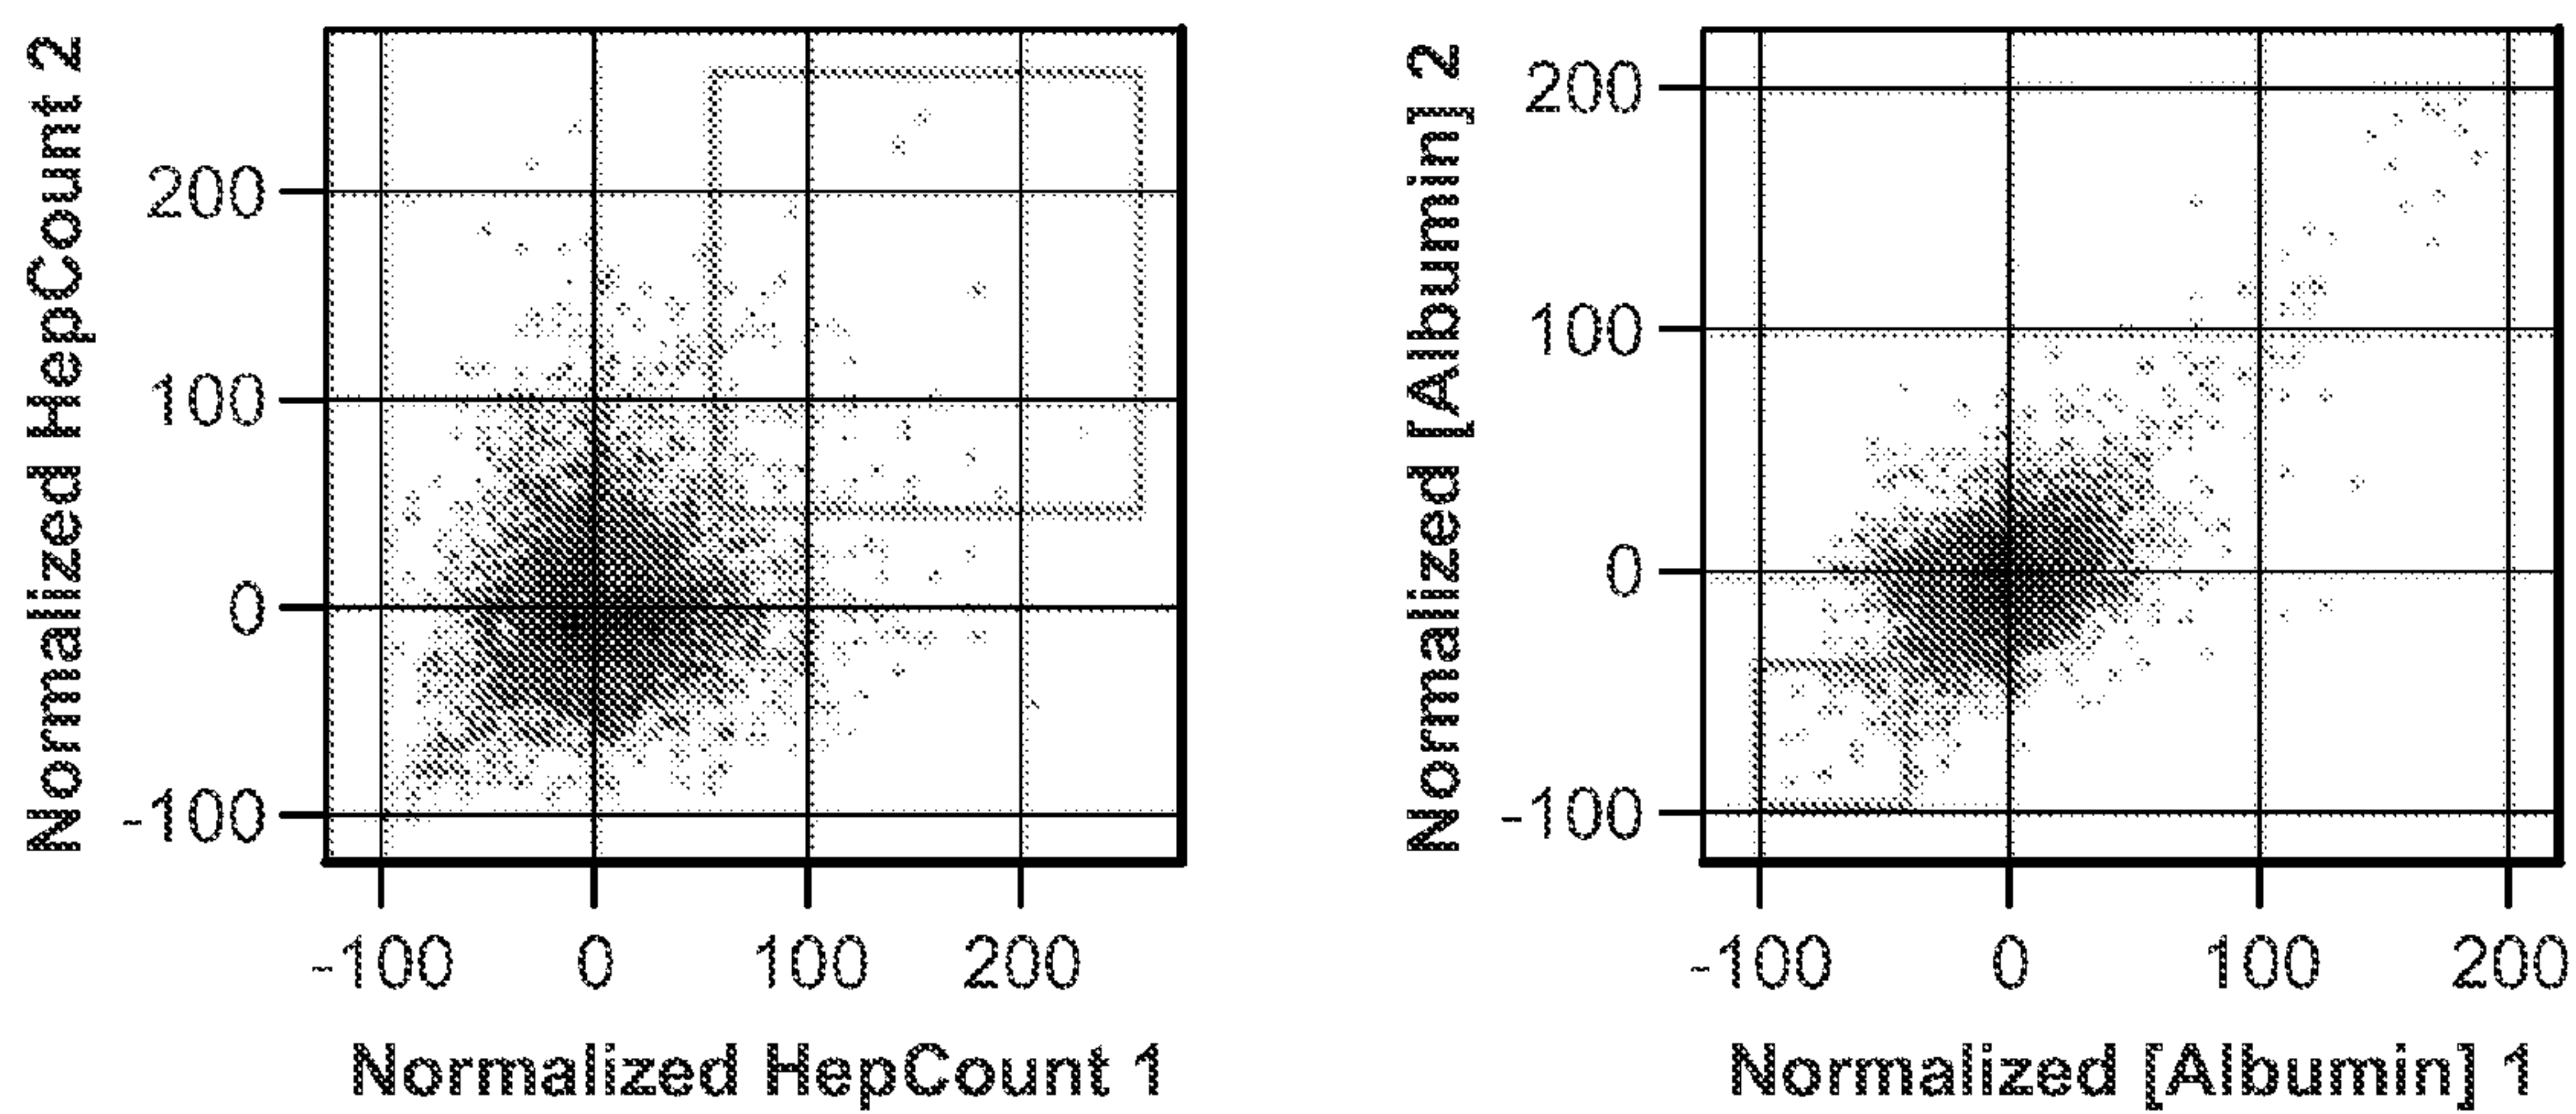 Normalized HepCount 2
200
100
0
-100
-100 0 100 200
Normalized HepCount 1
Normalized [Albumin] 2
200
100
0
-100
-100 0 100 200
Normalized [Albumin] 1